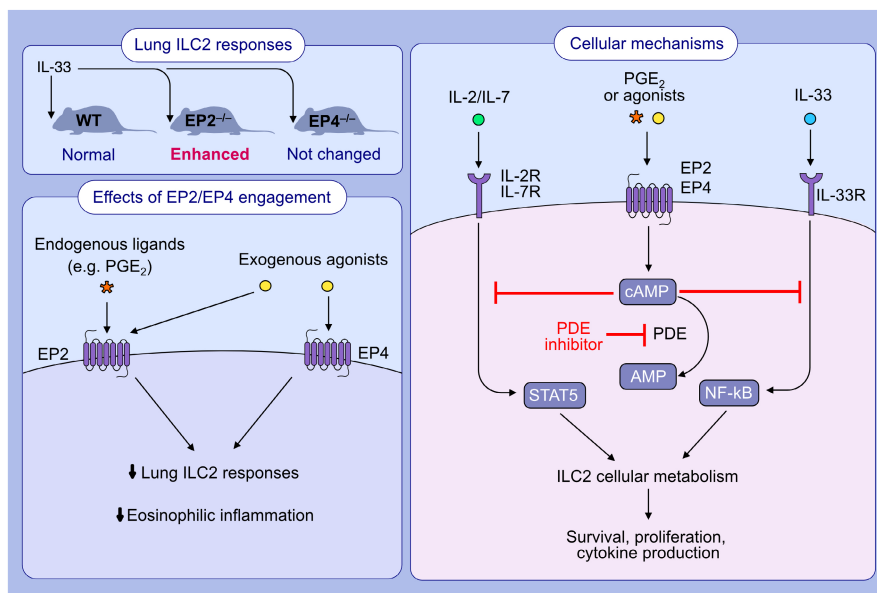 Lung ILC2 responses
IL-33
WT
EP2–/–
EP4–/–
Normal
Enhanced
Not changed
Effects of EP2/EP4 engagement
Endogenous ligands
(e.g. PGE2)
Exogenous agonists
EP2
EP4
Lung ILC2 responses
Eosinophilic inflammation
Cellular mechanisms
IL-2/IL-7
PGE2
or agonists
IL-33
IL-2R
IL-7R
EP2
EP4
IL-33R
cAMP
PDE
inhibitor
PDE
AMP
STAT5
NF-kB
ILC2 cellular metabolism
Survival, proliferation,
cytokine production